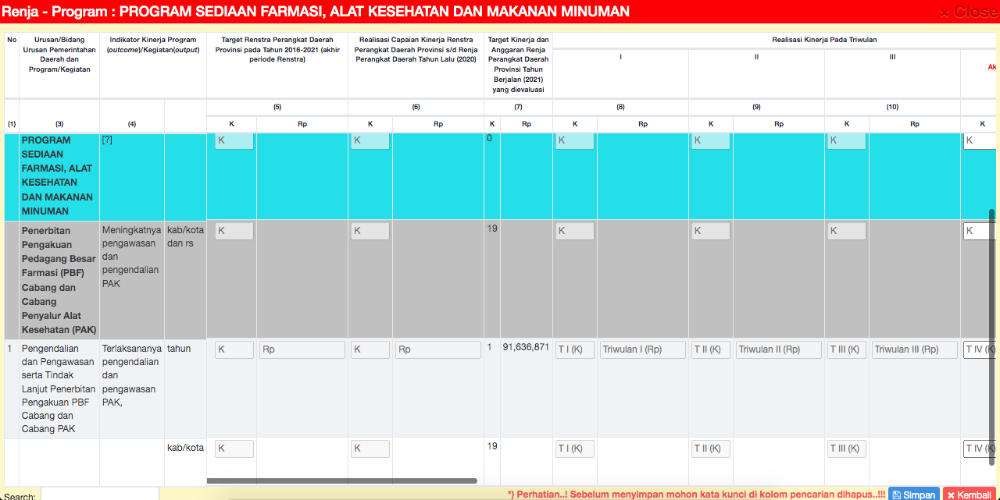 Renja - Program : PROGRAM SEDIAAN FARMASI, ALAT KESEHATAN DAN MAKANAN MINUMAN
× Close
No
Urusan/Bidang
Urusan Pemerintahan
Daerah dan
Program/Kegiatan
Indikator Kinerja Program
(outcome)/Kegiatan(output)
Target Renstra Perangkat Daerah
Provinsi pada Tahun 2016-2021 (akhir
periode Renstra)
Realisasi Capaian Kinerja Renstra
Perangkat Daerah Provinsi s/d Renja
Perangkat Daerah Tahun Lalu (2020)
Target Kinerja dan
Anggaran Renja
Perangkat Daerah
Provinsi Tahun
Berjalan (2021)
yang dievaluasi
Realisasi Kinerja Pada Triwulan
I II III
Ak
(5) (6) (7) (8) (9) (10)
(1) (3) (4) K Rp K Rp K Rp K Rp K Rp K Rp K
PROGRAM
SEDIAAN
FARMASI, ALAT
KESEHATAN
DAN MAKANAN
MINUMAN
[?]
K K 0 K K K K
Penerbitan
Pengakuan
Pedagang Besar
Farmasi (PBF)
Cabang dan
Cabang
Penyalur Alat
Kesehatan (PAK)
Meningkatnya
pengawasan
dan
pengendalian
PAK
kab/kota
dan rs
K K 19 K K K K
1
Pengendalian
dan Pengawasan
serta Tindak
Lanjut Penerbitan
Pengakuan PBF
Cabang dan
Cabang PAK
Terlaksananya
pengendalian
dan
pengawasan
PAK,
tahun
K Rp K Rp 1 91,636,871 T I (K) Triwulan I (Rp) T II (K) Triwulan II (Rp) T III (K) Triwulan III (Rp) T IV (K)
kab/kota K K 19 T I (K) T II (K) T III (K) T IV (K)
Search:
*) Perhatian..! Sebelum menyimpan mohon kata kunci di kolom pencarian dihapus..!!!
Simpan
× Kembali